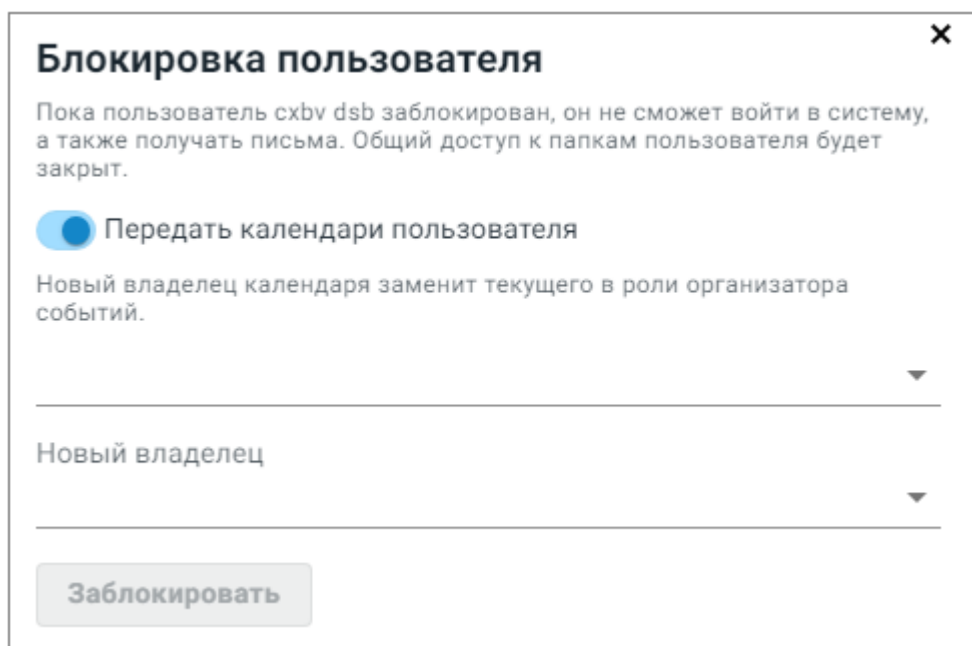 Блокировка пользователя
Пока пользователь cxbv dsb заблокирован, он не сможет войти в систему,
а также получать письма. Общий доступ к папкам пользователя будет
закрыт.
Передать календари пользователя
Новый владелец календаря заменит текущего в роли организатора
событий.
Новый владелец
Заблокировать